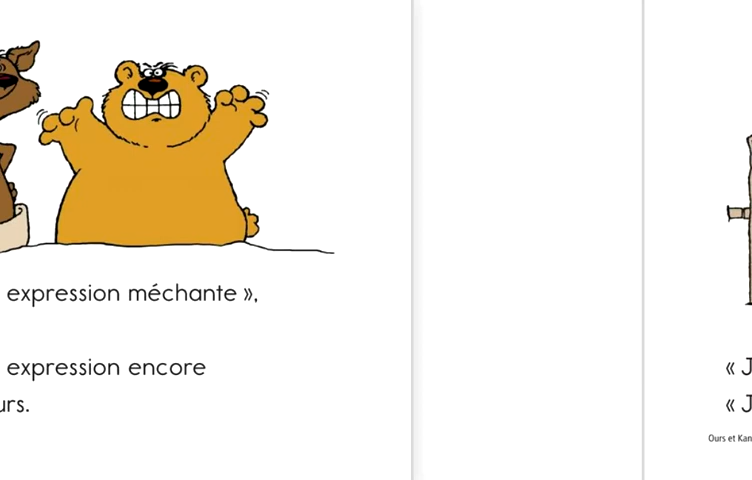 expression méchante »,
expression encore
urs.
« J
« J
Ours et Kan